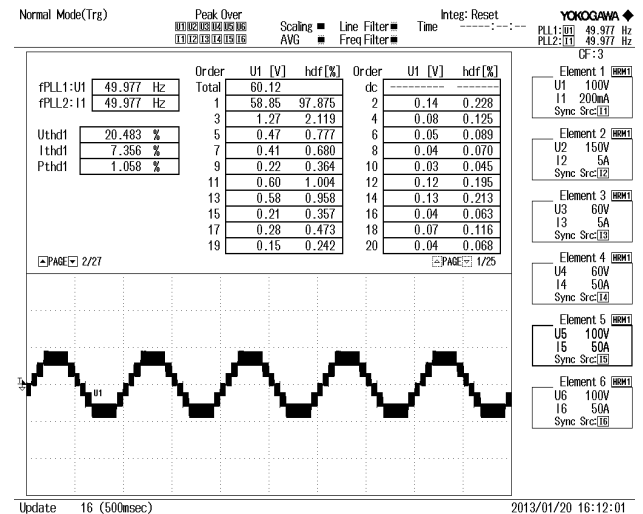 Normal Mode(Trg) Peak Over Scaling Line Filter Time ----:--:-- Integ: Reset YOKOGAWA
U1 U2 U3 U4 U5 U6 AVG Freq Filter PLL1: U1 49.977 Hz
I1 I2 I3 I4 I5 I6 PLL2: I1 49.977 Hz
CF:3
fPLL1:U1 49.977 Hz
fPLL2:I1 49.977 Hz
Uthd1 20.483 %
Ithd1 7.356 %
Pthd1 1.058 %
PAGE 2/27
Order U1 [V] hdf[%] Order U1 [V] hdf[%]
Total 60.12 dc -------- ------
1 58.85 97.875 2 0.14 0.228
3 1.27 2.119 4 0.08 0.125
5 0.47 0.777 6 0.05 0.089
7 0.41 0.680 8 0.04 0.070
9 0.22 0.364 10 0.03 0.045
11 0.60 1.004 12 0.12 0.195
13 0.58 0.958 14 0.13 0.213
15 0.21 0.357 16 0.04 0.063
17 0.28 0.473 18 0.07 0.116
19 0.15 0.242 20 0.04 0.068
PAGE 1/25
Element 1 HRM1
U1 100V
I1 200mA
Sync Src: I1
Element 2 HRM1
U2 150V
I2 5A
Sync Src: I2
Element 3 HRM1
U3 60V
I3 5A
Sync Src: I3
Element 4 HRM1
U4 60V
I4 50A
Sync Src: I4
Element 5 HRM1
U5 100V
I5 50A
Sync Src: I5
Element 6 HRM1
U6 100V
I6 50A
Sync Src: I6
U1
Update 16 (500msec) 2013/01/20 16:12:01